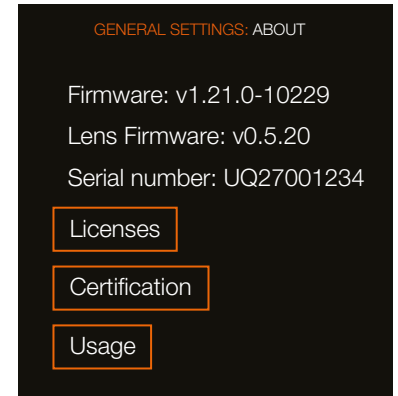 GENERAL SETTINGS: ABOUT
Firmware: v1.21.0-10229
Lens Firmware: v0.5.20
Serial number: UQ27001234
Licenses
Certification
Usage